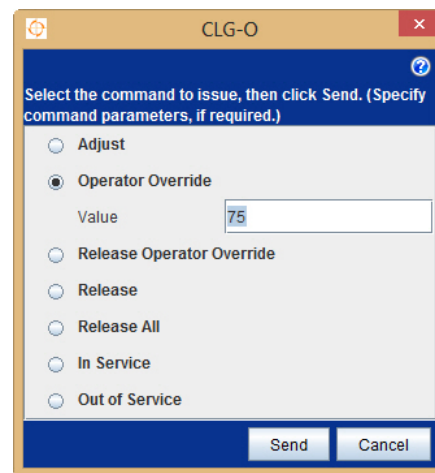 CLG-O
Select the command to issue, then click Send. (Specify
command parameters, if required.)
Adjust
Operator Override
Value 75
Release Operator Override
Release
Release All
In Service
Out of Service
Send Cancel